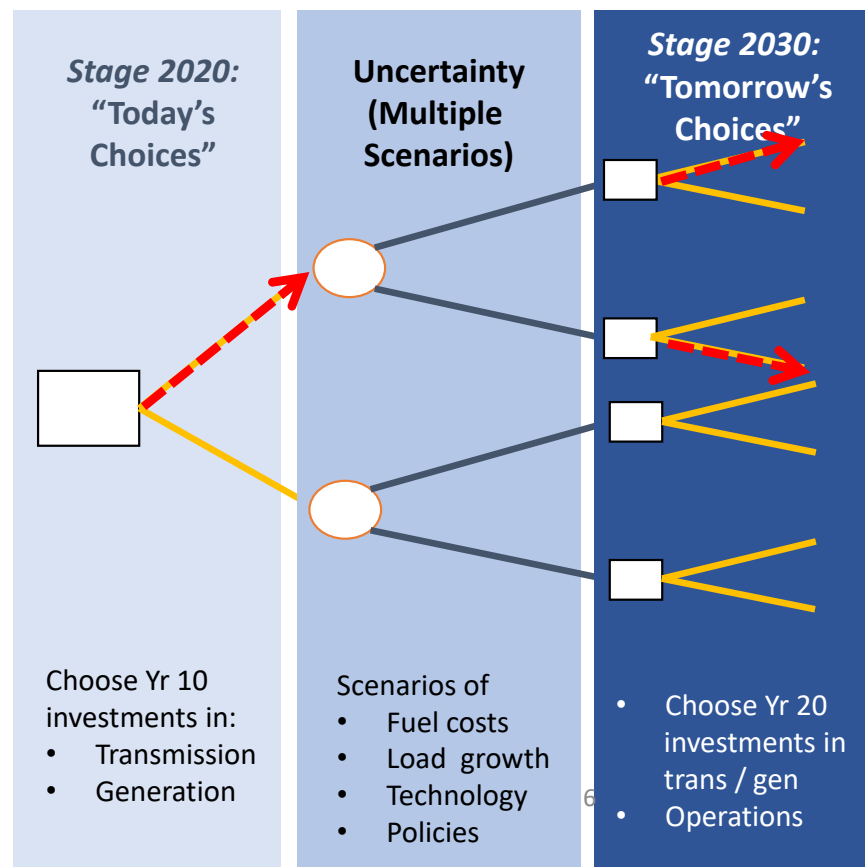 Stage 2020:
“Today’s
Choices”
Uncertainty
(Multiple
Scenarios)
Stage 2030:
“Tomorrow’s
Choices”
Choose Yr 10
investments in:
• Transmission
• Generation
Scenarios of
• Fuel costs
• Load growth
• Technology
• Policies
• Choose Yr 20
investments in
trans / gen
• Operations
6